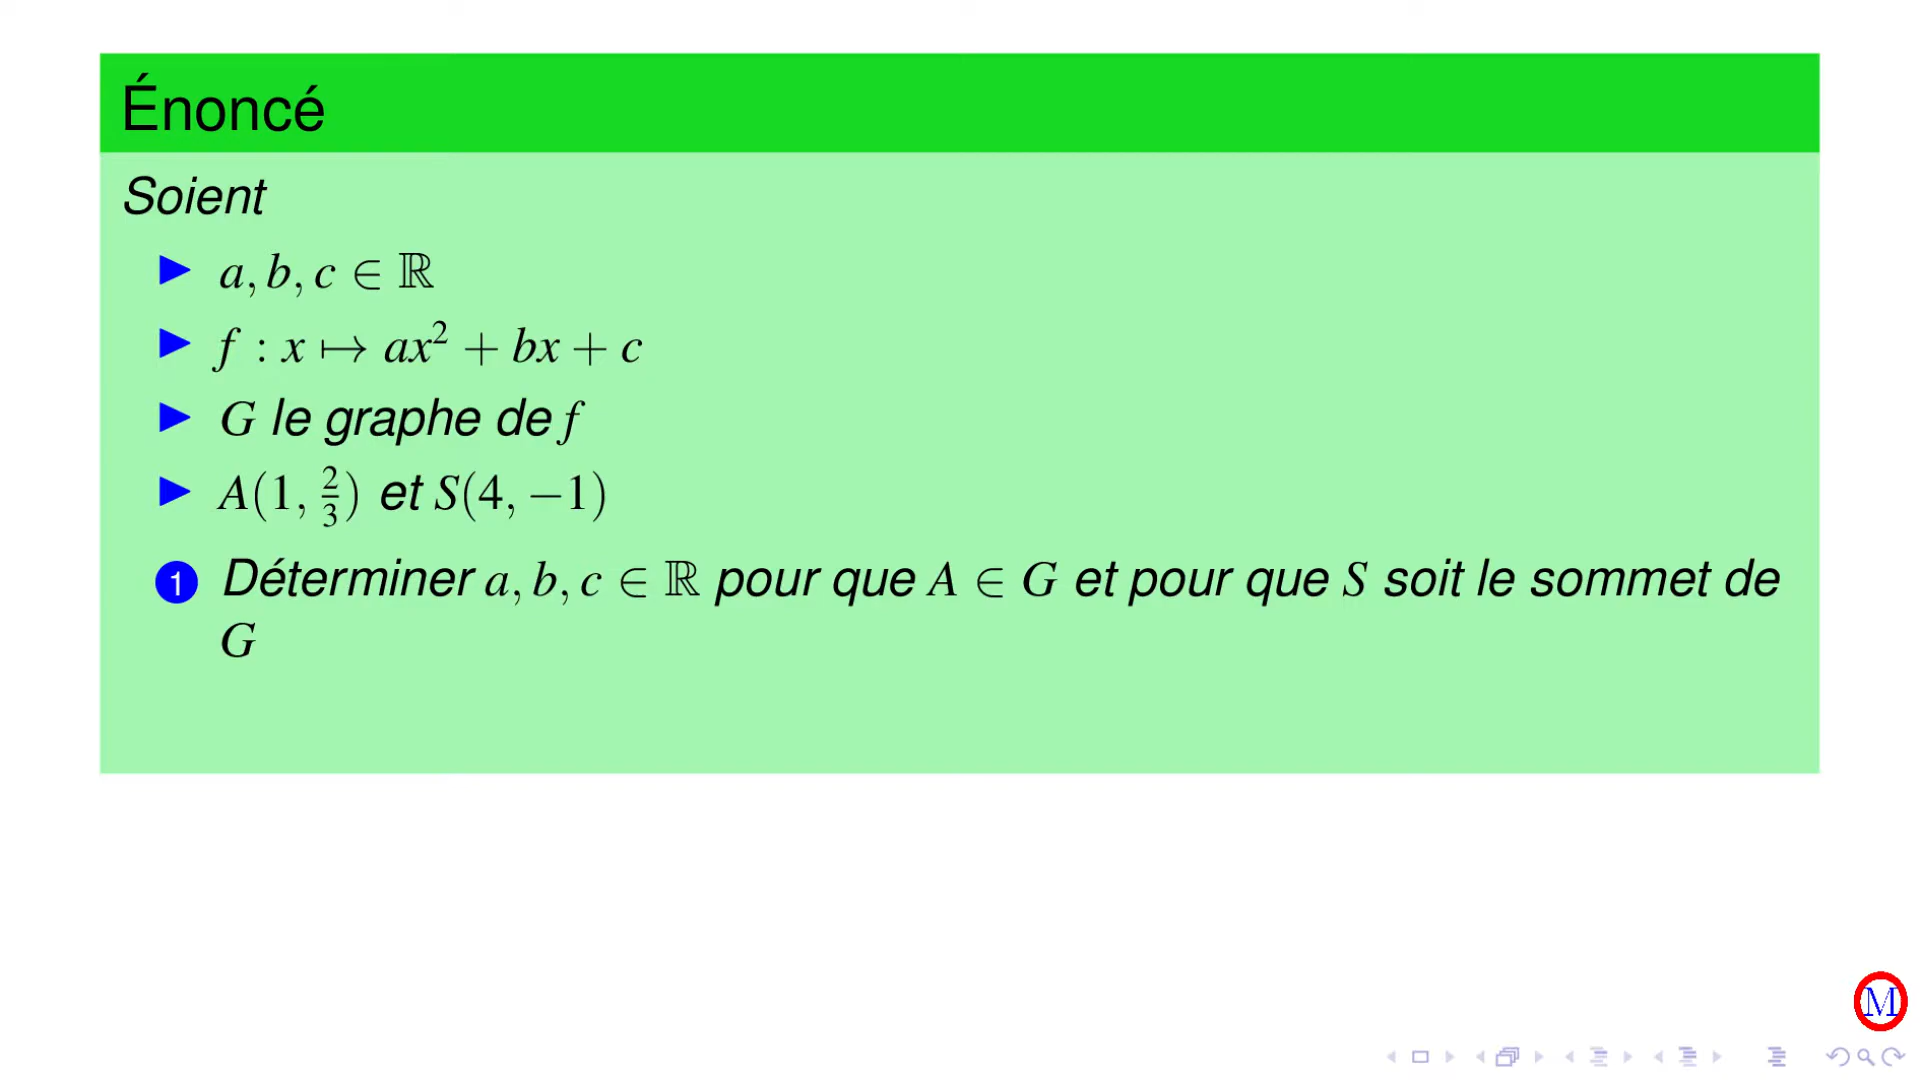 Énoncé
Soient
a, b, c ∈ ℝ
f : x ↦ ax² + bx + c
G le graphe de f
A(1, 2/3) et S(4, −1)
1 Déterminer a, b, c ∈ ℝ pour que A ∈ G et pour que S soit le sommet de
G
M